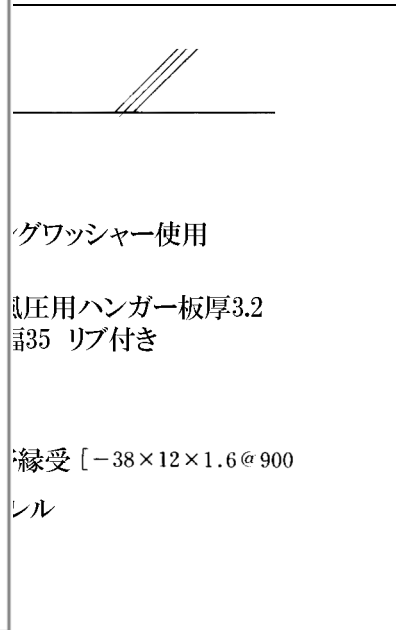 グワッシャー使用
圧用ハンガー板厚3.2
幅35 リブ付き
縁受 [－38×12×1.6@900
レル